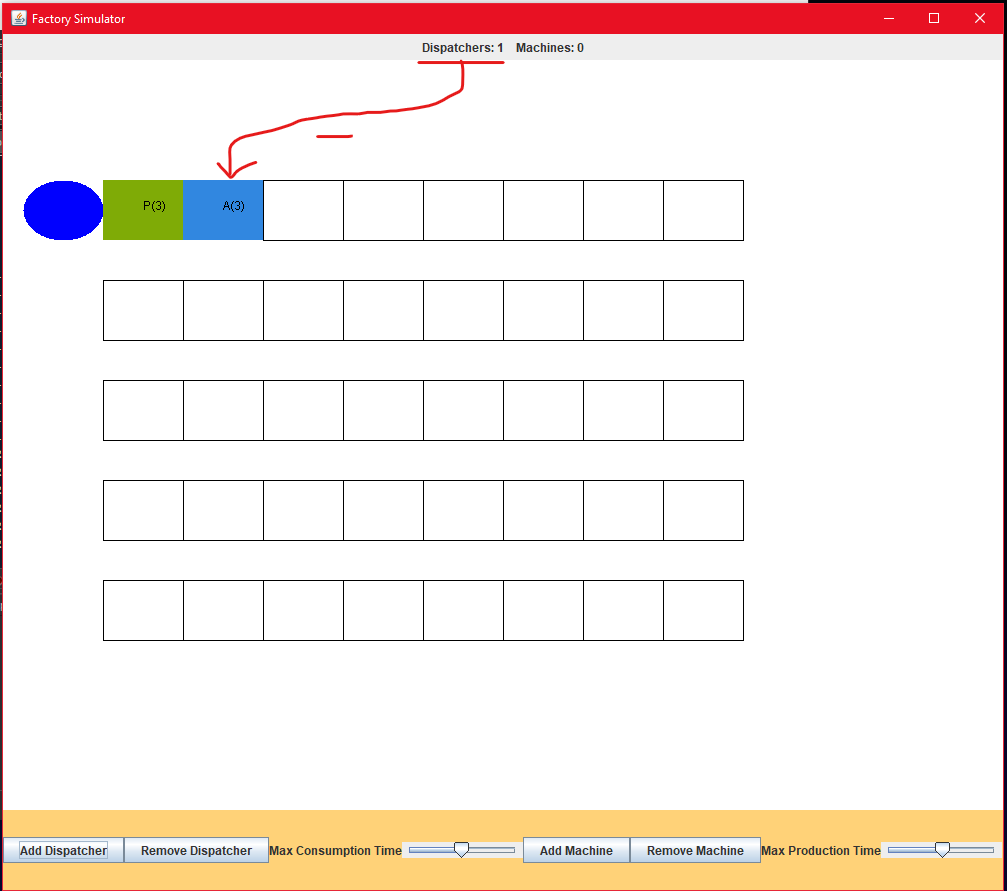 Factory Simulator
Dispatchers: 1 Machines: 0
P(3) A(3)
Add Dispatcher Remove Dispatcher Max Consumption Time Add Machine Remove Machine Max Production Time